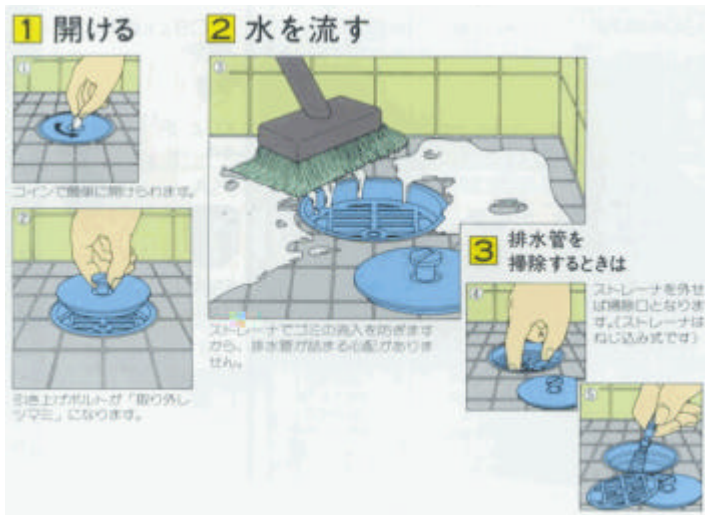 1 開ける
①
コインで簡単に開けられます。
②
引き上げボルトが「取り外し
ツマミ」になります。
2 水を流す
③
ストレーナでゴミの流入を防ぎます
から、排水管が詰まる心配がありま
せん。
3 排水管を
掃除するときは
④
ストレーナを外せ
ば掃除口となりま
す。(ストレーナは
ねじ込み式です)
⑤